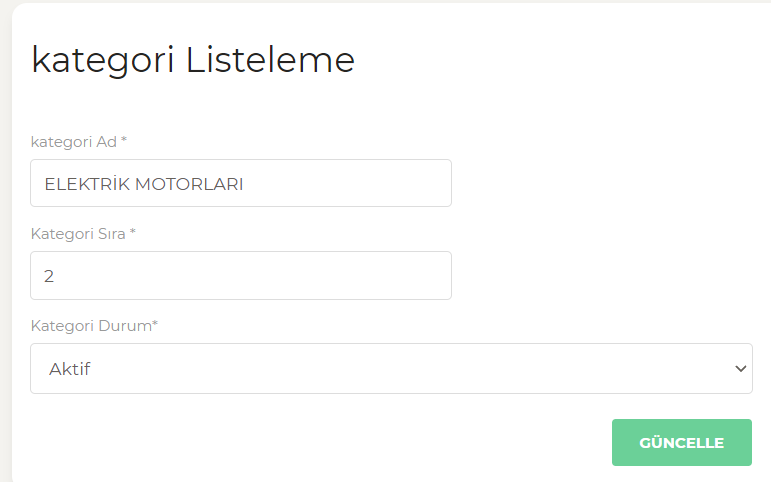 kategori Listeleme
kategori Ad *
ELEKTRİK MOTORLARI
Kategori Sıra *
2
Kategori Durum*
Aktif
GÜNCELLE